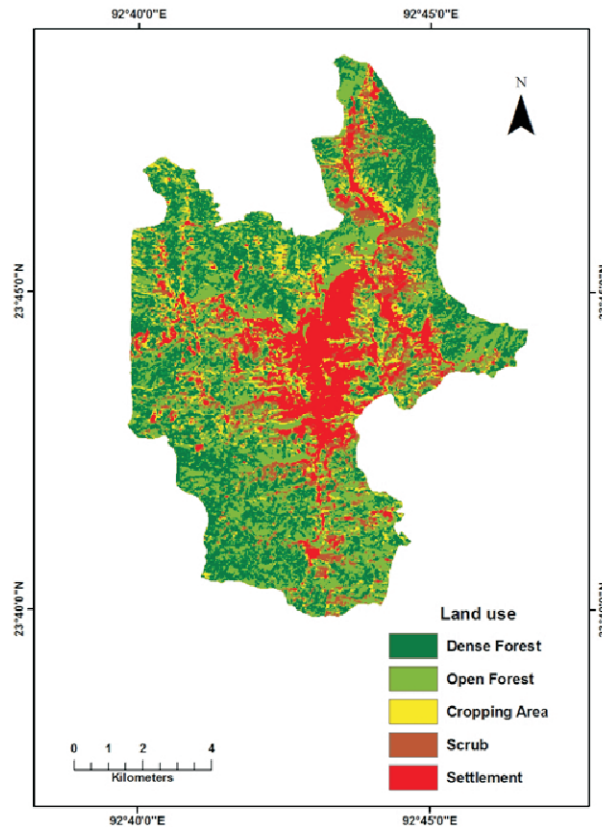 92°40'0"E
92°45'0"E
N
23°45'0"N
23°40'0"N
Land use
Dense Forest
Open Forest
Cropping Area
Scrub
Settlement
0 1 2 4
Kilometers
92°40'0"E
92°45'0"E